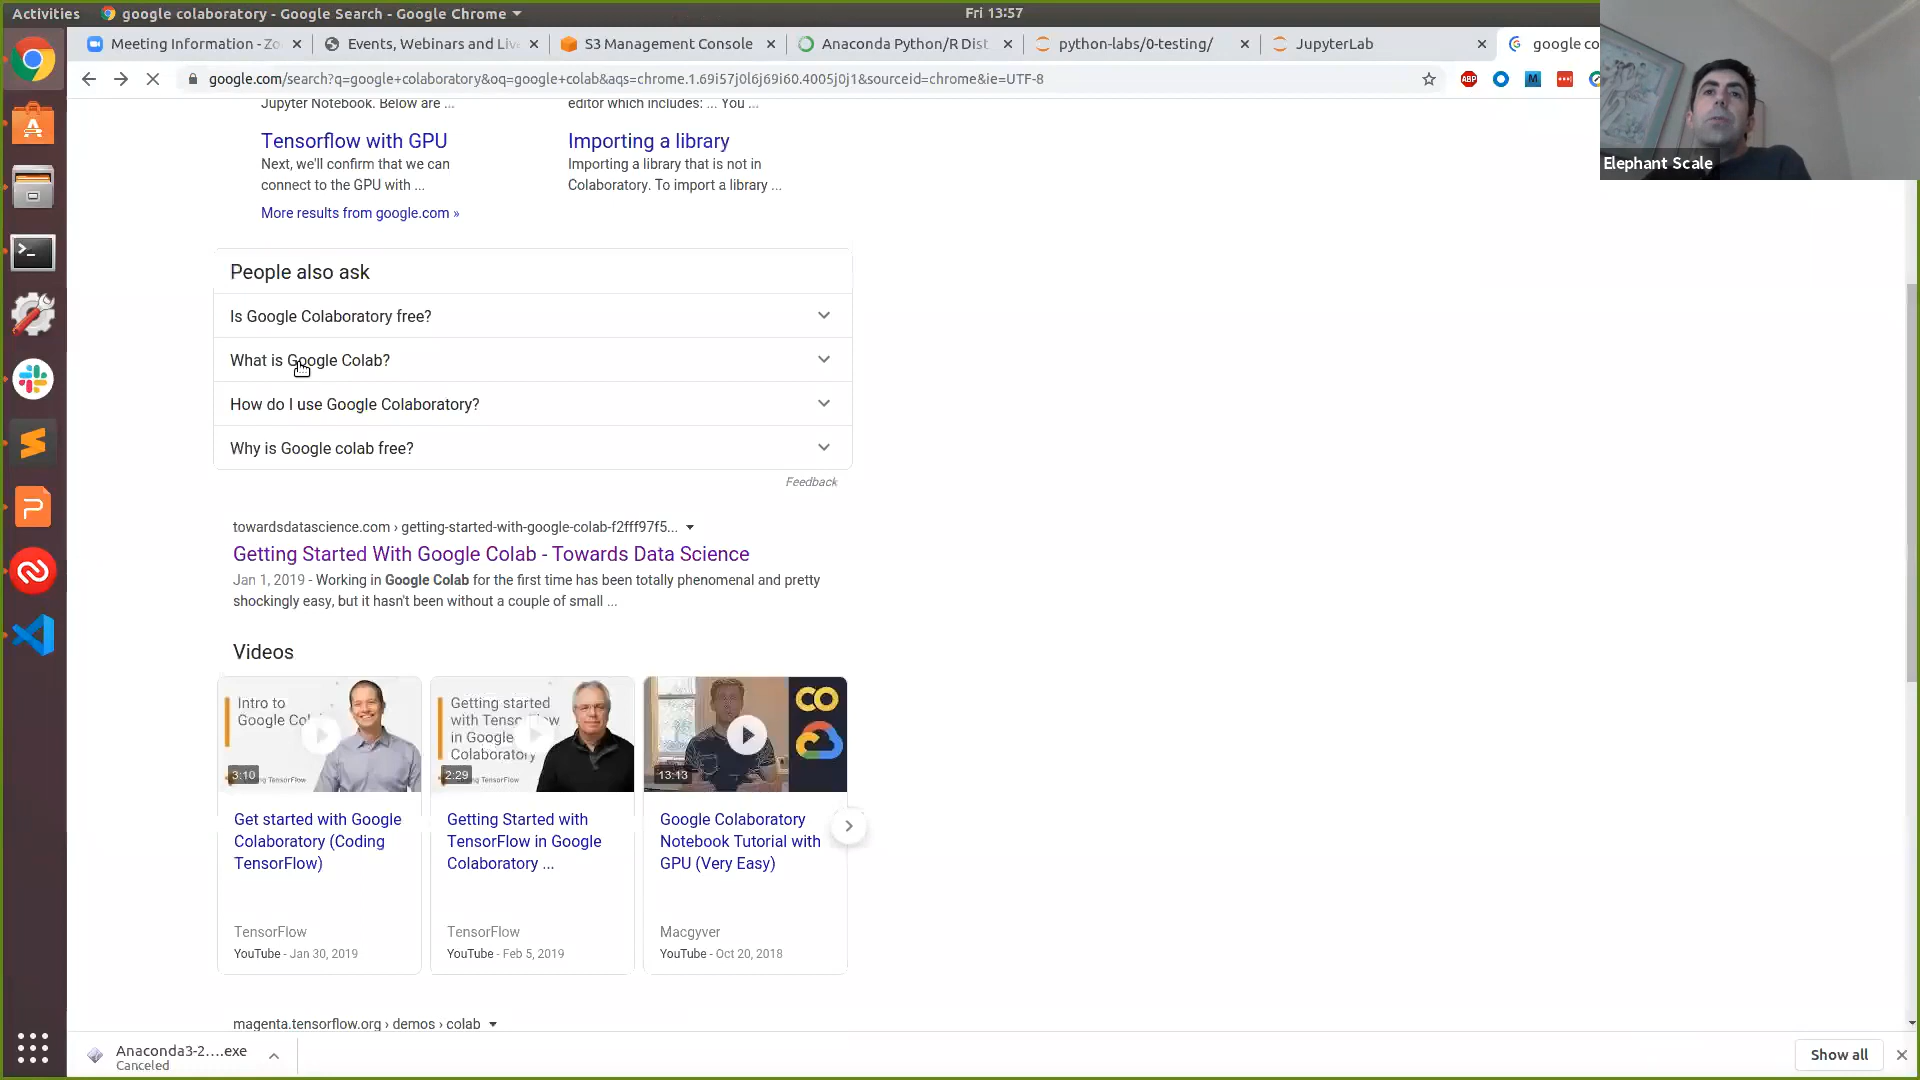 Activities
google colaboratory - Google Search - Google Chrome
Fri 13:57
Meeting Information - Zo
Events, Webinars and Live
S3 Management Console
Anaconda Python/R Dist
python-labs/0-testing/
JupyterLab
google co
google.com/search?q=google+colaboratory&oq=google+colab&aqs=chrome.1.69i57j0l6j69i60.4005j0j1&sourceid=chrome&ie=UTF-8
ABP
M
Elephant Scale
Jupyter Notebook. Below are ...
editor which includes: ... You ...
Tensorflow with GPU
Next, we'll confirm that we can
connect to the GPU with ...
Importing a library
Importing a library that is not in
Colaboratory. To import a library ...
More results from google.com »
People also ask
Is Google Colaboratory free?
What is Google Colab?
How do I use Google Colaboratory?
Why is Google colab free?
Feedback
towardsdatascience.com › getting-started-with-google-colab-f2fff97f5...
Getting Started With Google Colab - Towards Data Science
Jan 1, 2019 - Working in Google Colab for the first time has been totally phenomenal and pretty
shockingly easy, but it hasn't been without a couple of small ...
Videos
Intro to
Google Col
3:10
ng TensorFlow
Getting started
with TensorFlow
in Google
Colaboratory
2:29
ng TensorFlow
13:13
CO
Get started with Google
Colaboratory (Coding
TensorFlow)
TensorFlow
YouTube - Jan 30, 2019
Getting Started with
TensorFlow in Google
Colaboratory ...
TensorFlow
YouTube - Feb 5, 2019
Google Colaboratory
Notebook Tutorial with
GPU (Very Easy)
Macgyver
YouTube - Oct 20, 2018
magenta.tensorflow.org › demos › colab
Anaconda3-2....exe
Canceled
Show all